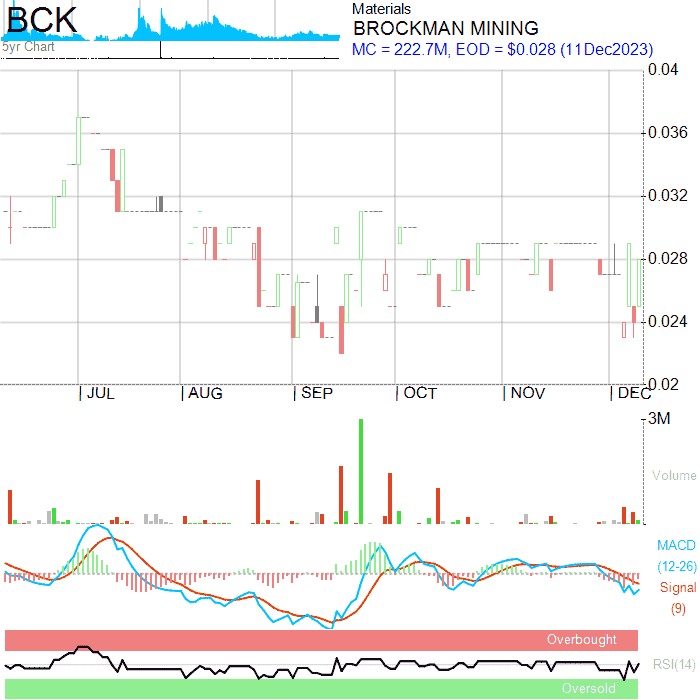 BCK
Materials
BROCKMAN MINING
MC = 222.7M, EOD = $0.028 (11Dec2023)
5yr Chart
0.04
0.036
0.032
0.028
0.024
0.02
JUL AUG SEP OCT NOV DEC
3M
Volume
MACD
(12-26)
Signal
(9)
Overbought
RSI(14)
Oversold